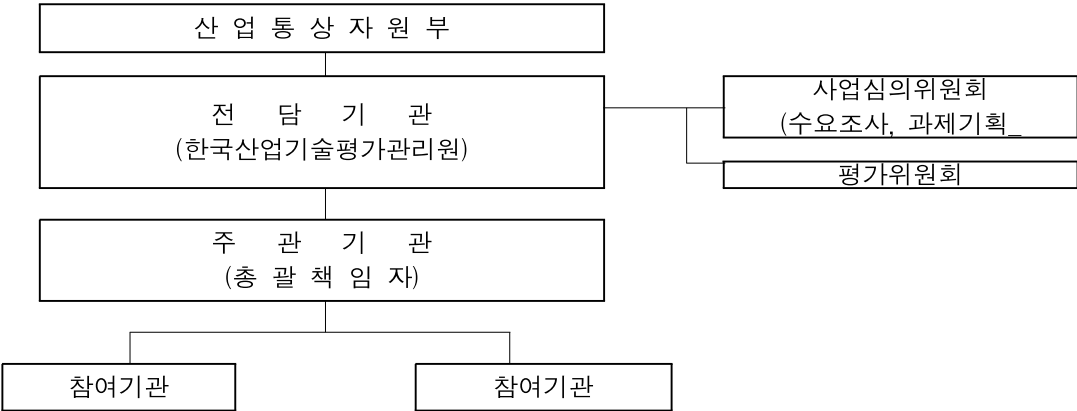 산 업 통 상 자 원 부
전 담 기 관
(한국산업기술평가관리원)
사업심의위원회
(수요조사, 과제기획_
평가위원회
주 관 기 관
(총 괄 책 임 자)
참여기관
참여기관